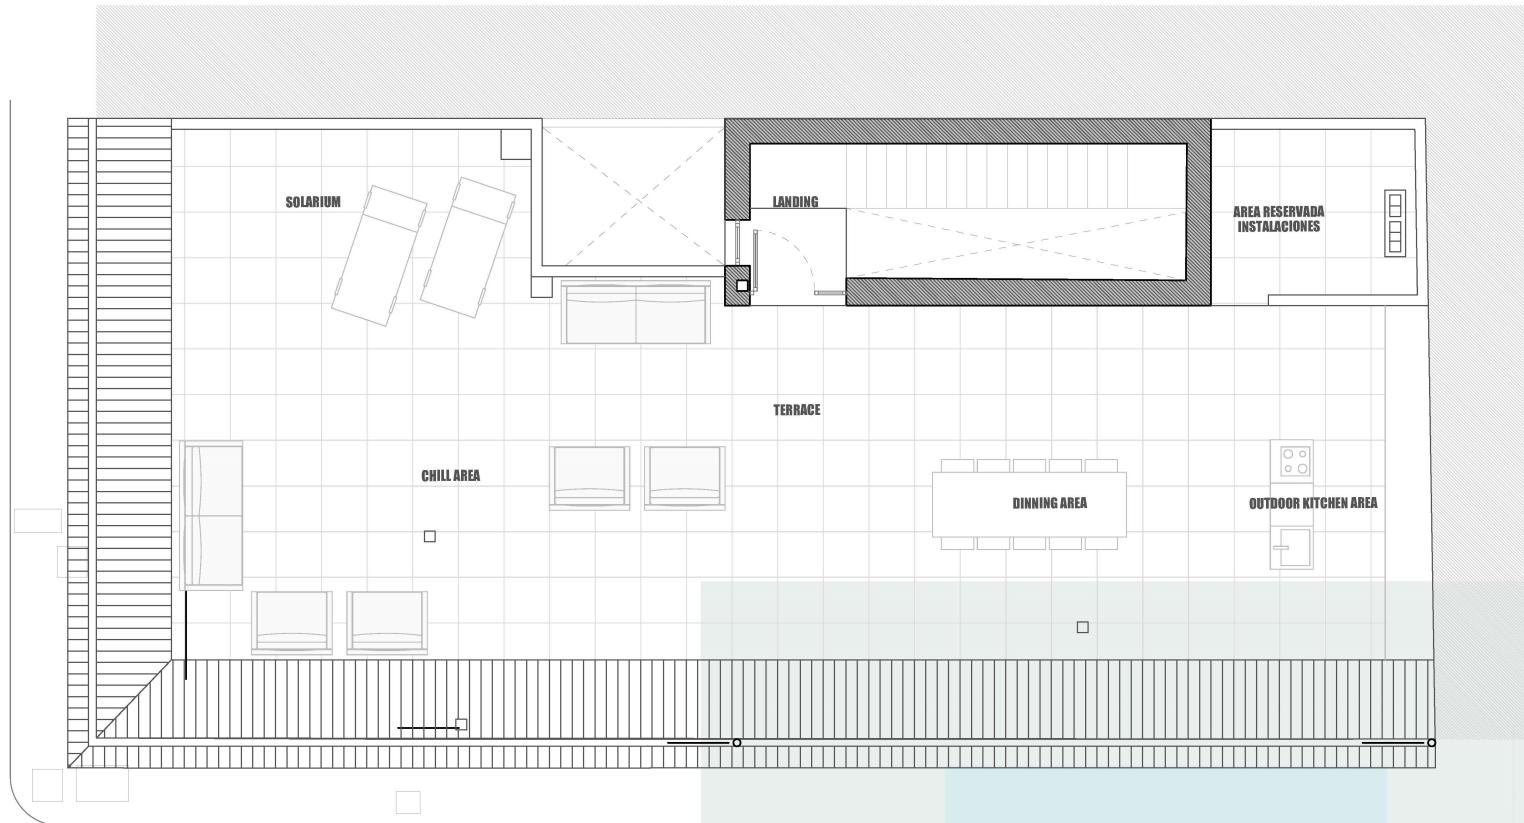 SOLARIUM
LANDING
AREA RESERVADA
INSTALACIONES
TERRACE
CHILL AREA
DINNING AREA
OUTDOOR KITCHEN AREA